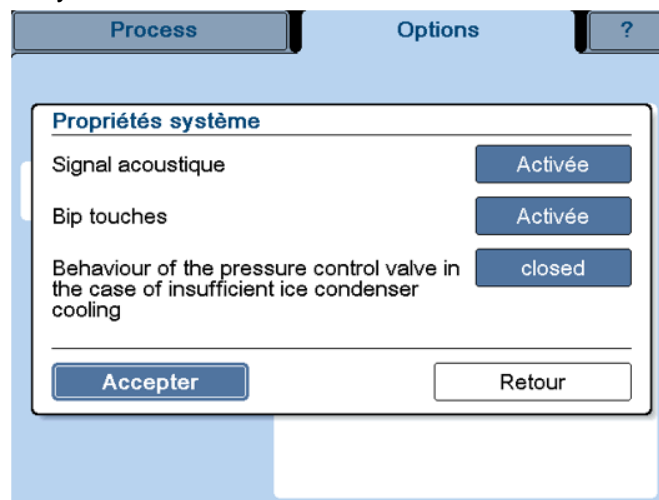 Process Options ?
Propriétés système
Signal acoustique Activée
Bip touches Activée
Behaviour of the pressure control valve in closed
the case of insufficient ice condenser
cooling
Accepter Retour